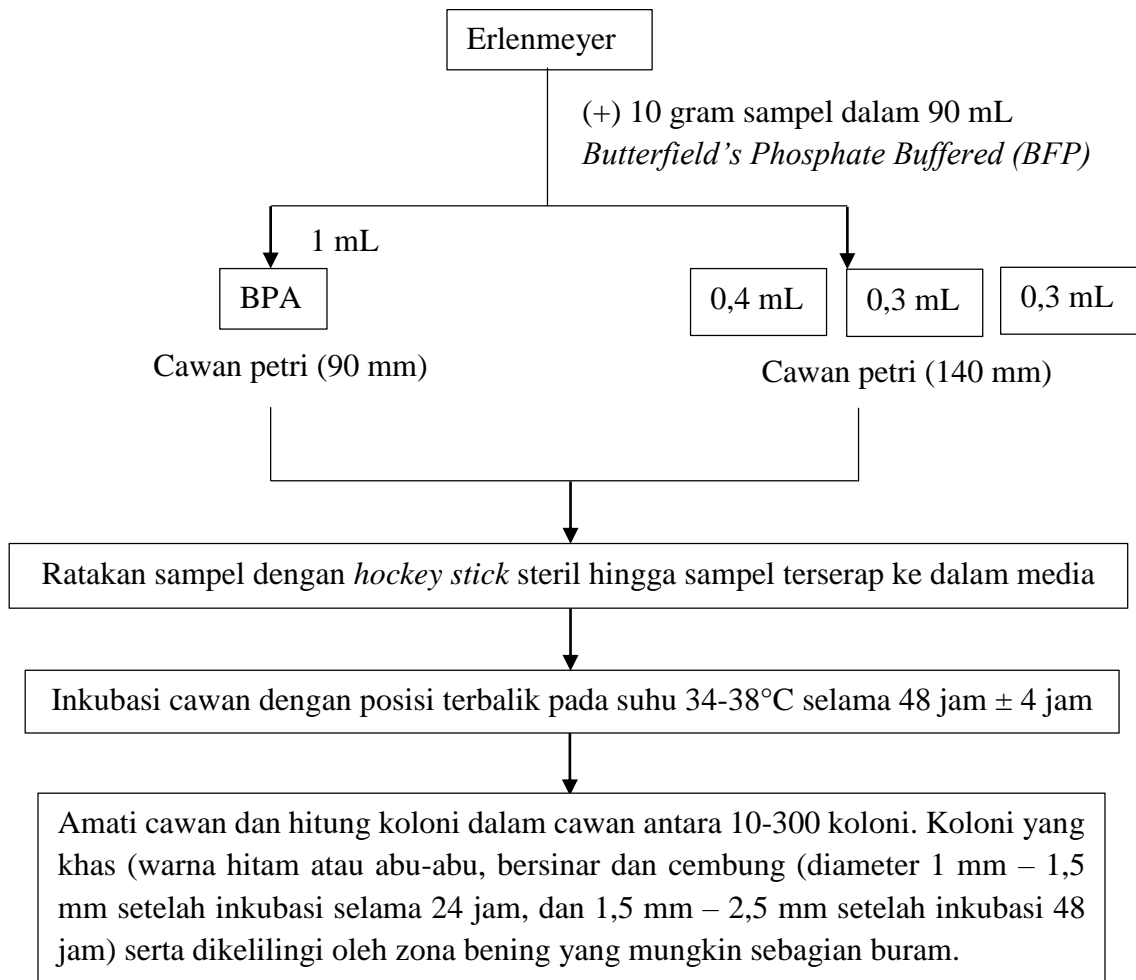 Erlenmeyer
(+) 10 gram sampel dalam 90 mL
Butterfield’s Phosphate Buffered (BFP)
1 mL
BPA
0,4 mL
0,3 mL
0,3 mL
Cawan petri (90 mm)
Cawan petri (140 mm)
Ratakan sampel dengan hockey stick steril hingga sampel terserap ke dalam media
Inkubasi cawan dengan posisi terbalik pada suhu 34-38°C selama 48 jam ± 4 jam
Amati cawan dan hitung koloni dalam cawan antara 10-300 koloni. Koloni yang
khas (warna hitam atau abu-abu, bersinar dan cembung (diameter 1 mm – 1,5
mm setelah inkubasi selama 24 jam, dan 1,5 mm – 2,5 mm setelah inkubasi 48
jam) serta dikelilingi oleh zona bening yang mungkin sebagian buram.